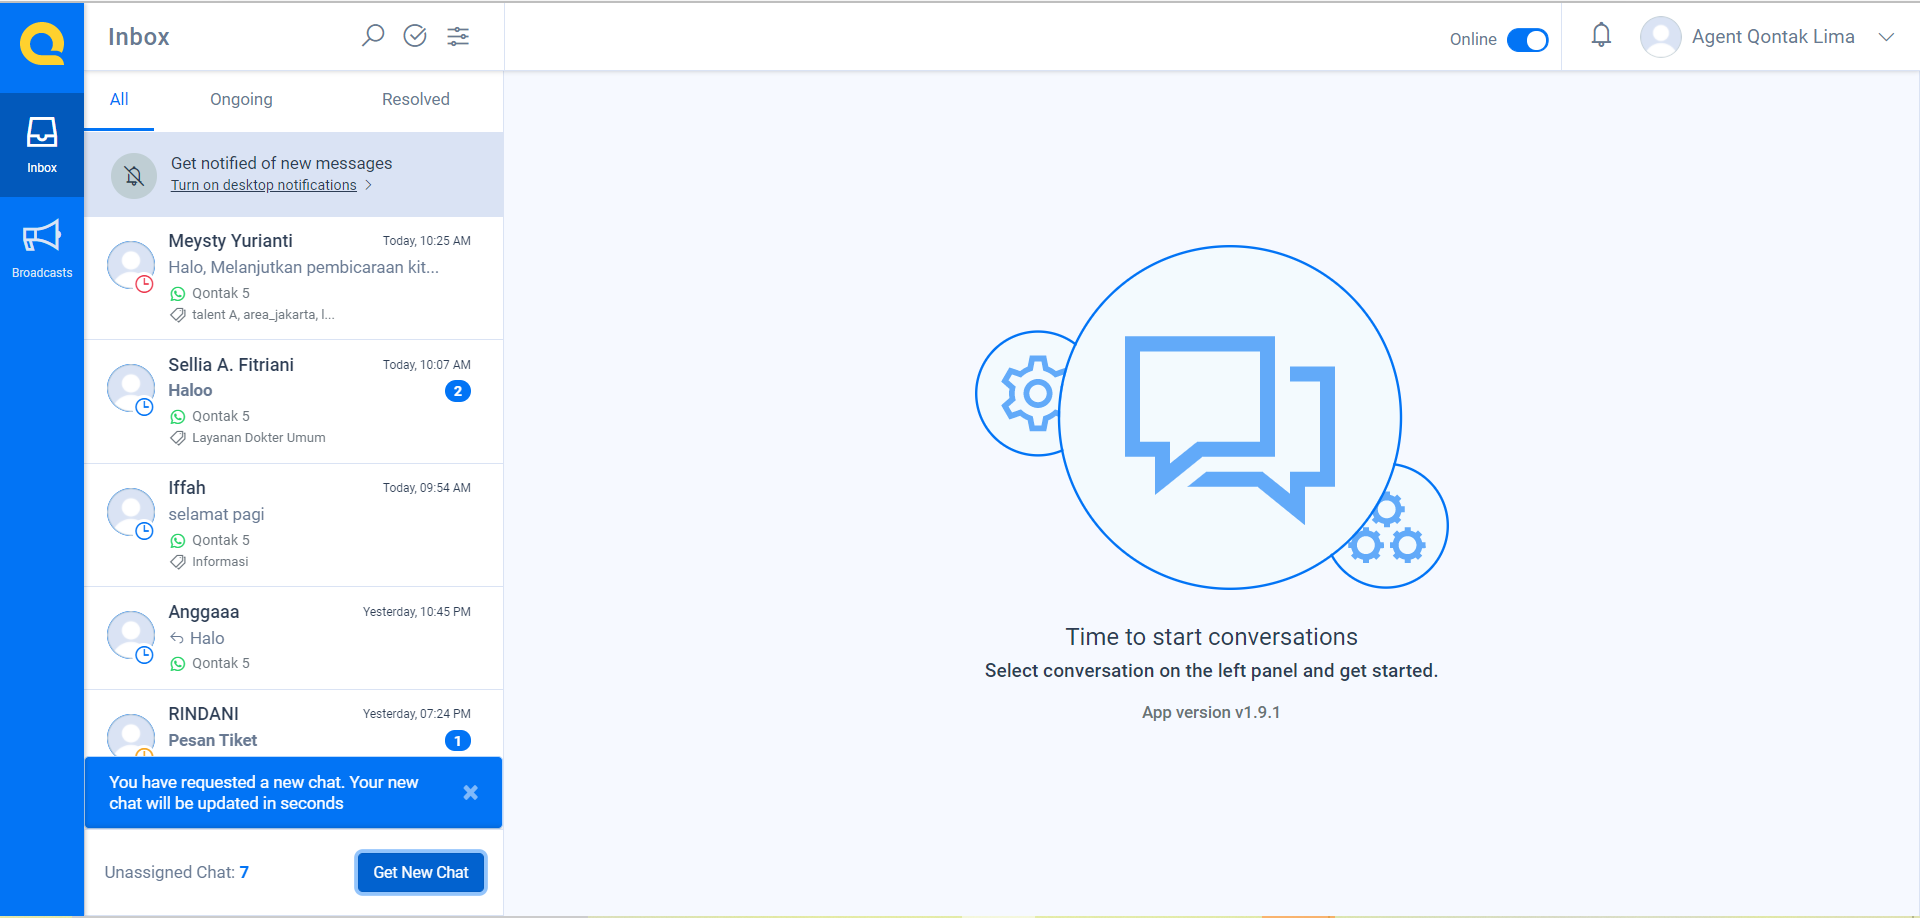 Inbox
Online
Agent Qontak Lima
Inbox
Broadcasts
All
Ongoing
Resolved
Get notified of new messages
Turn on desktop notifications
Meysty Yurianti
Today, 10:25 AM
Halo, Melanjutkan pembicaraan kit...
Qontak 5
talent A, area_jakarta, l...
Sellia A. Fitriani
Today, 10:07 AM
Haloo
2
Qontak 5
Layanan Dokter Umum
Iffah
Today, 09:54 AM
selamat pagi
Qontak 5
Informasi
Anggaaa
Yesterday, 10:45 PM
Halo
Qontak 5
RINDANI
Yesterday, 07:24 PM
Pesan Tiket
1
You have requested a new chat. Your new
chat will be updated in seconds
Unassigned Chat: 7
Get New Chat
Time to start conversations
Select conversation on the left panel and get started.
App version v1.9.1